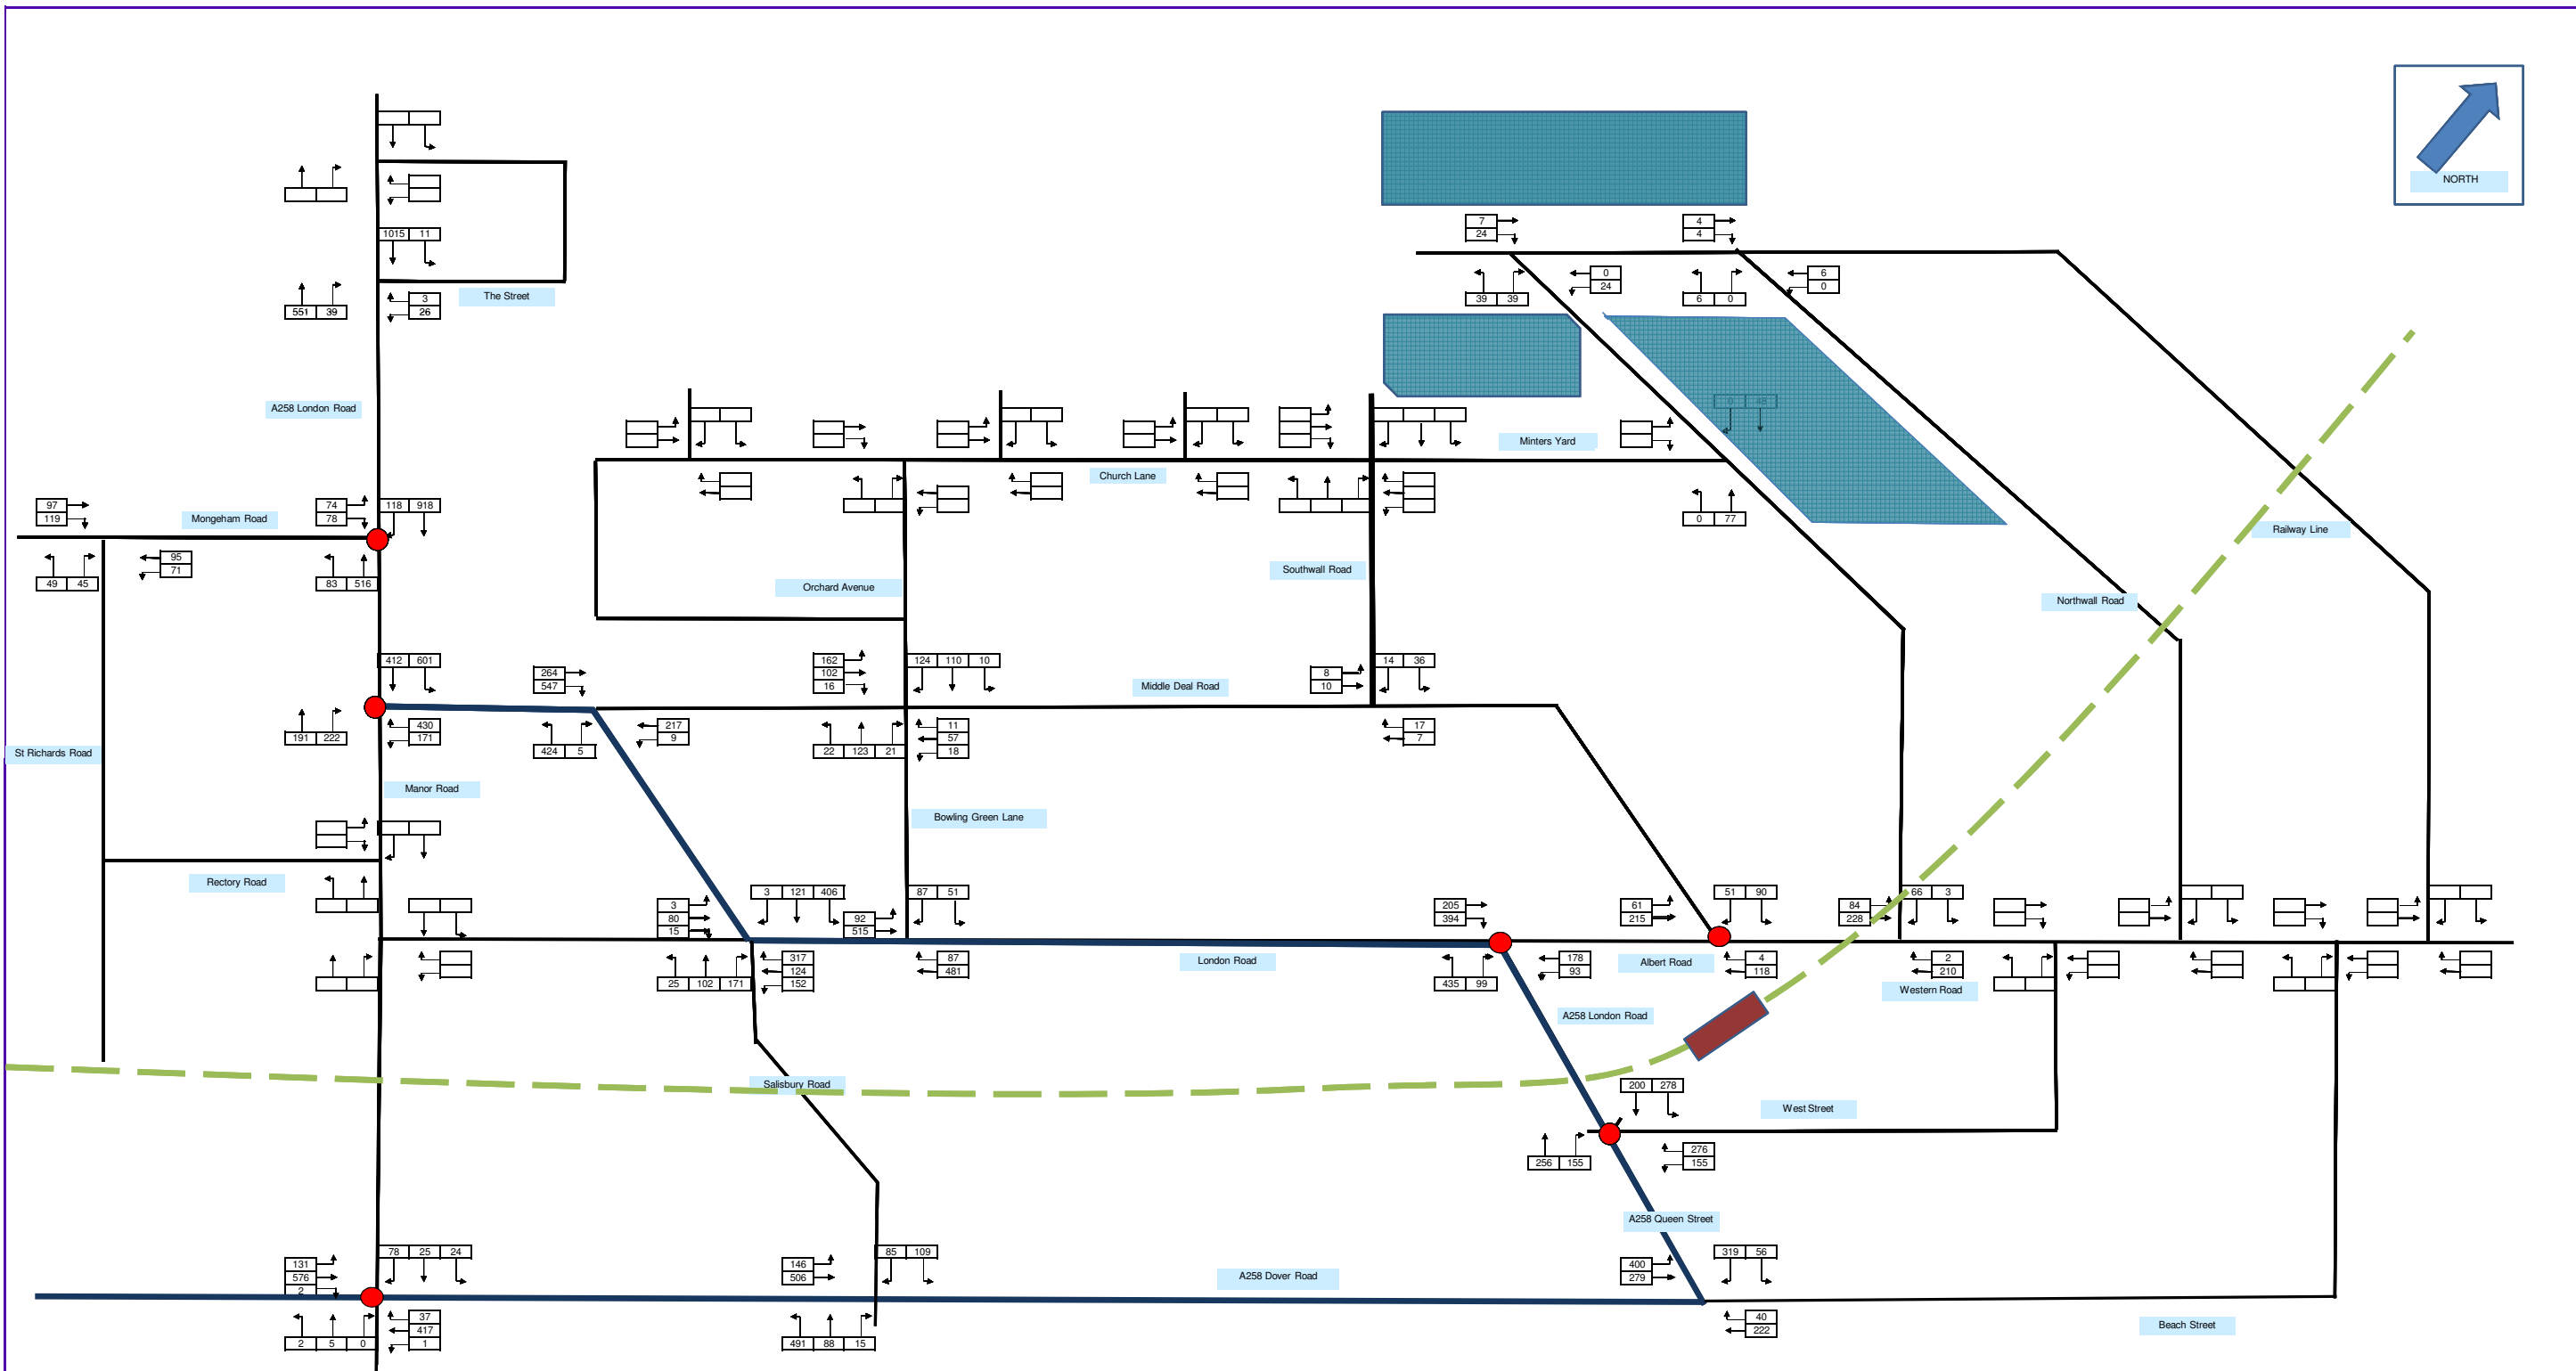 NORTH
7
24
4
4
0
24
6
0
39 39
6 0
1015 11
The Street
3
26
551 39
A258 London Road
0 48
Church Lane
Minters Yard
97
119
Mongeham Road
74
78
118 918
0 77
Railway Line
95
71
49 45
83 516
Orchard Avenue
Southwall Road
Northwall Road
412 601
264
547
162
102
16
124 110 10
Middle Deal Road
8
10
14 36
191 222
430
171
424 5
217
9
22 123 21
11
57
18
17
7
St Richards Road
Manor Road
Bowling Green Lane
Rectory Road
3
80
15
3 121 406
92
515
87 51
205
394
61
215
51 90
84
228
66 3
25 102 171
317
124
152
87
481
London Road
435 99
178
93
Albert Road
4
118
2
210
Western Road
A258 London Road
Salisbury Road
200 278
West Street
256 155
276
155
A258 Queen Street
131
576
2
78 25 24
146
506
85 109
A258 Dover Road
400
279
319 56
2 5 0
37
417
1
491 88 15
40
222
Beach Street